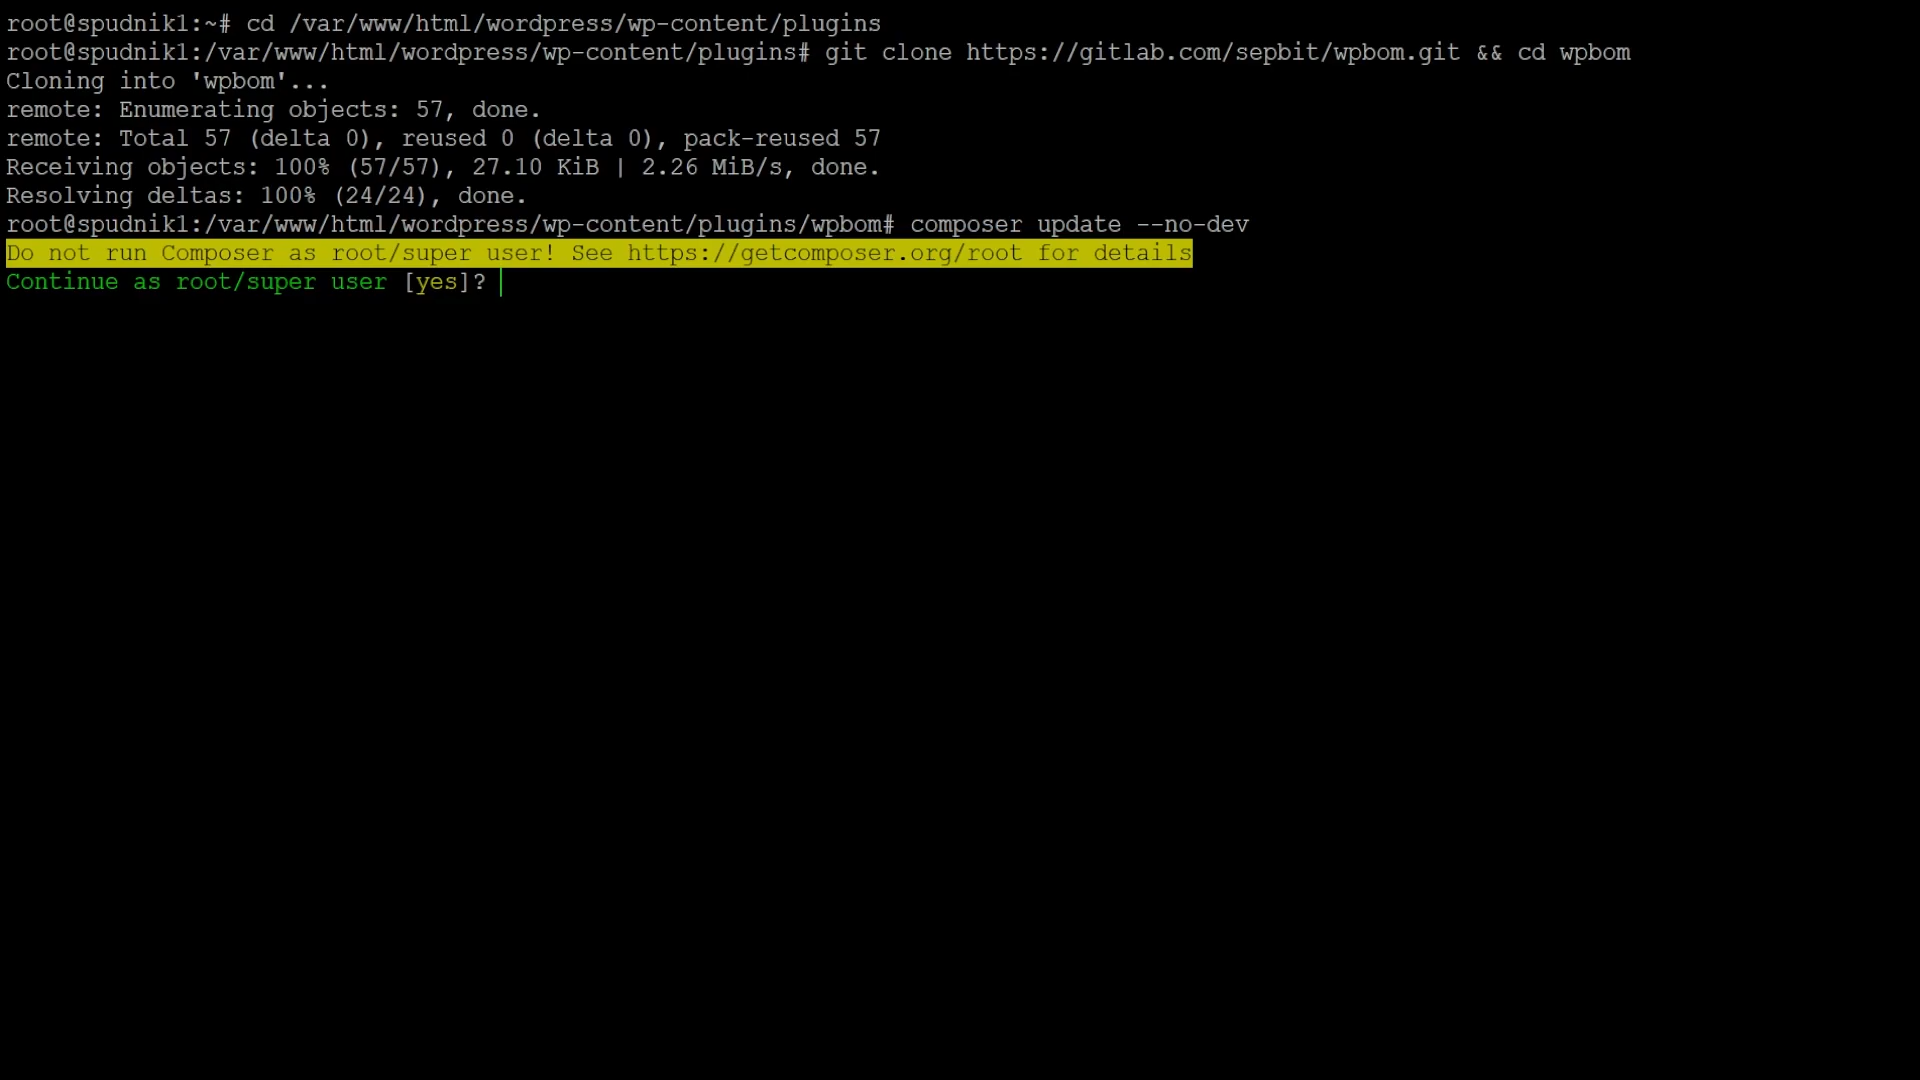 root@spudnik1:~# cd /var/www/html/wordpress/wp-content/plugins
root@spudnik1:/var/www/html/wordpress/wp-content/plugins# git clone https://gitlab.com/sepbit/wpbom.git && cd wpbom
Cloning into 'wpbom'...
remote: Enumerating objects: 57, done.
remote: Total 57 (delta 0), reused 0 (delta 0), pack-reused 57
Receiving objects: 100% (57/57), 27.10 KiB | 2.26 MiB/s, done.
Resolving deltas: 100% (24/24), done.
root@spudnik1:/var/www/html/wordpress/wp-content/plugins/wpbom# composer update --no-dev
Do not run Composer as root/super user! See https://getcomposer.org/root for details
Continue as root/super user [yes]?